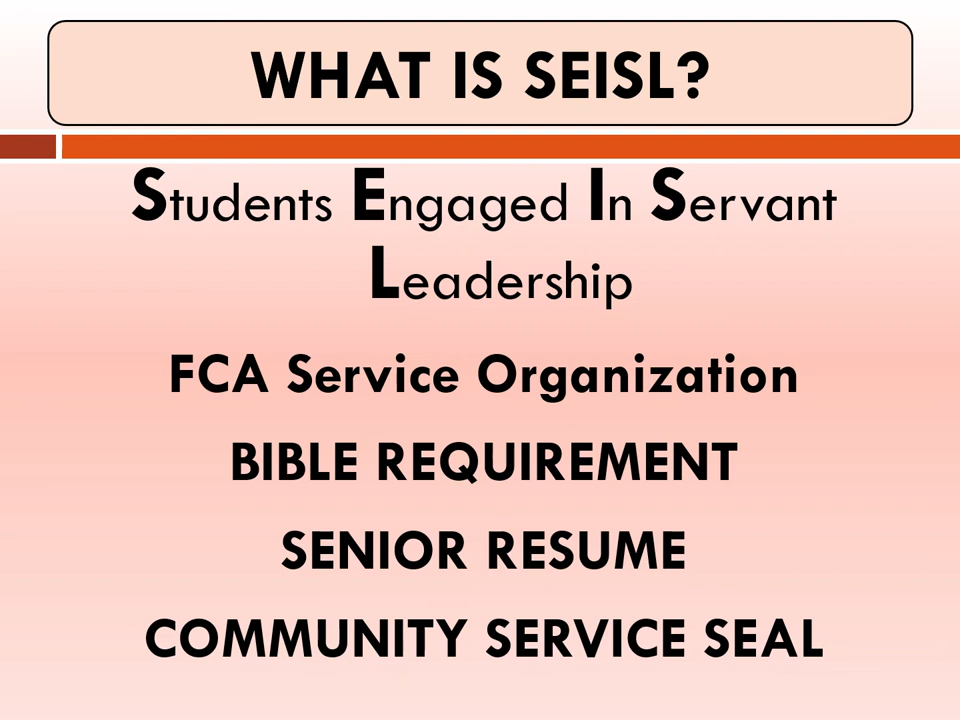 WHAT IS SEISL?
Students Engaged In Servant
Leadership
FCA Service Organization
BIBLE REQUIREMENT
SENIOR RESUME
COMMUNITY SERVICE SEAL